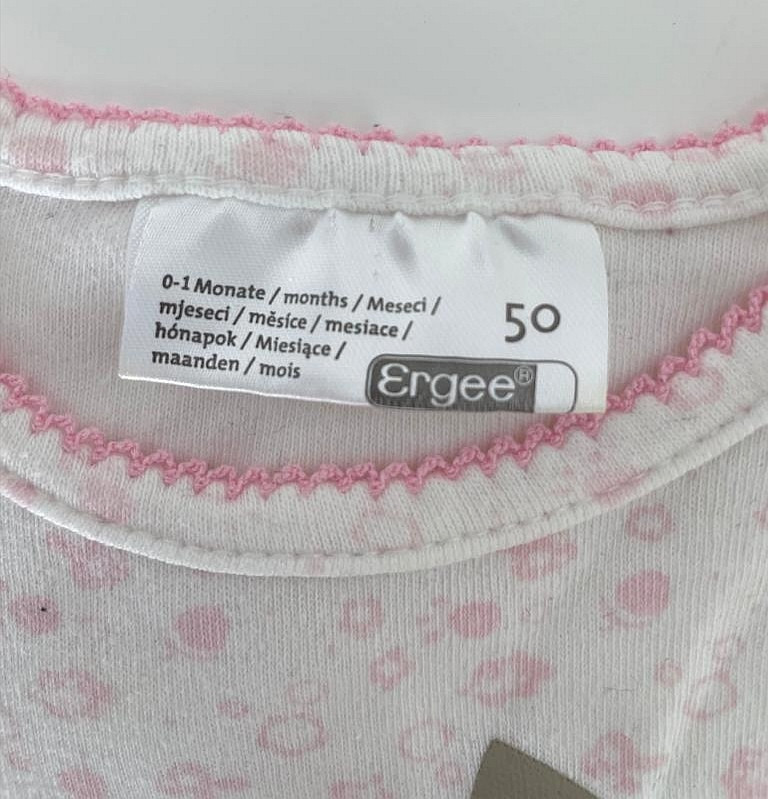 0-1 Monate / months / Meseci /
mjeseci / měsíce / mesiace /
hónapok / Miesiące /
maanden / mois
50
Ergee®